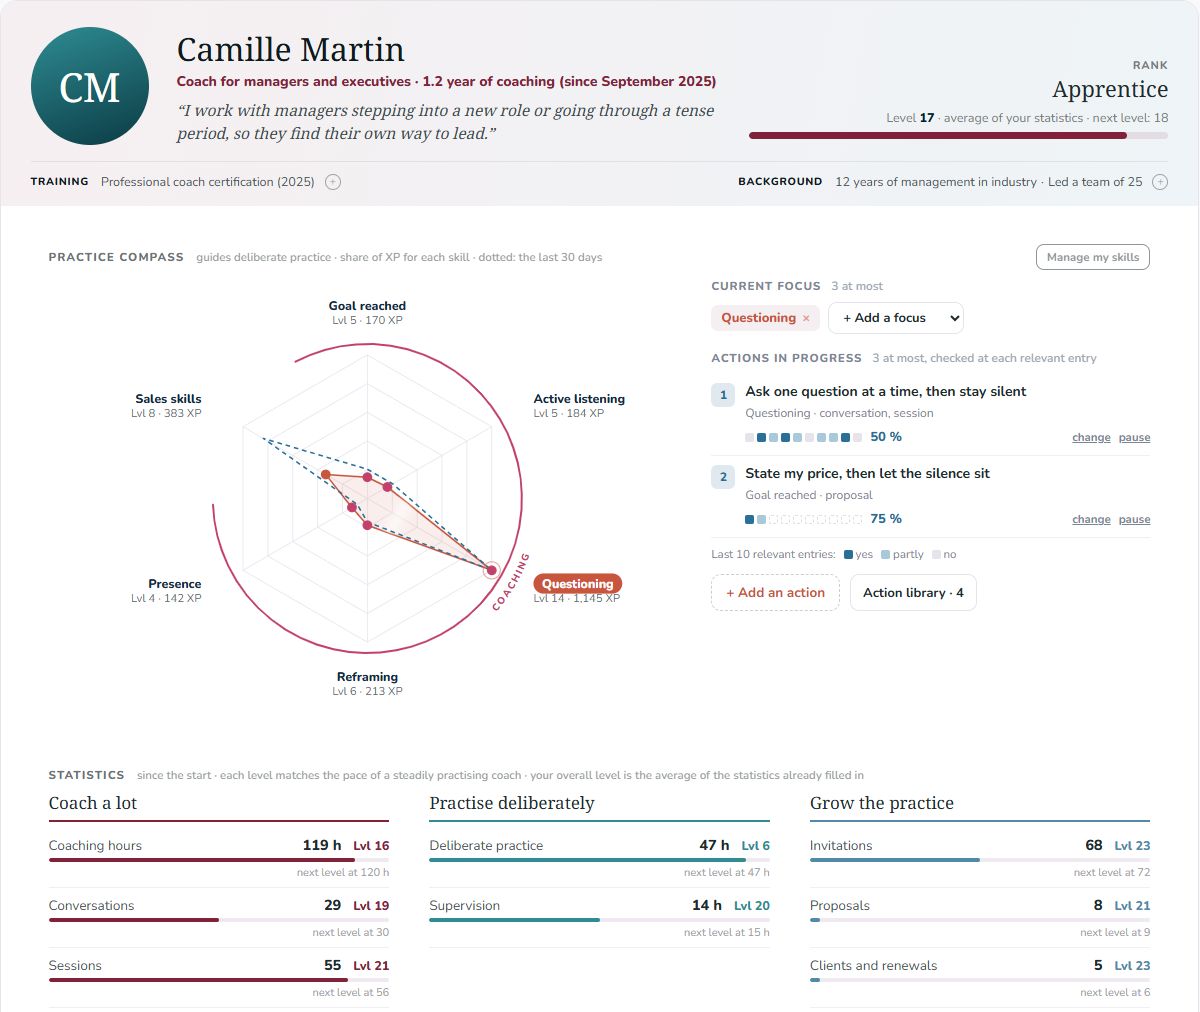 CM
Camille Martin
Coach for managers and executives · 1.2 year of coaching (since September 2025)
“I work with managers stepping into a new role or going through a tense
period, so they find their own way to lead.”
RANK
Apprentice
Level 17 · average of your statistics · next level: 18
TRAINING Professional coach certification (2025) +
BACKGROUND 12 years of management in industry · Led a team of 25 +
PRACTICE COMPASS guides deliberate practice · share of XP for each skill · dotted: the last 30 days
Manage my skills
Goal reached
Lvl 5 · 170 XP
Sales skills
Lvl 8 · 383 XP
Active listening
Lvl 5 · 184 XP
Presence
Lvl 4 · 142 XP
COACHING
Questioning
Lvl 14 · 1,145 XP
Reframing
Lvl 6 · 213 XP
CURRENT FOCUS 3 at most
Questioning ×
+ Add a focus
ACTIONS IN PROGRESS 3 at most, checked at each relevant entry
1 Ask one question at a time, then stay silent
Questioning · conversation, session
50 % change pause
2 State my price, then let the silence sit
Goal reached · proposal
75 % change pause
Last 10 relevant entries: yes partly no
+ Add an action
Action library · 4
STATISTICS since the start · each level matches the pace of a steadily practising coach · your overall level is the average of the statistics already filled in
Coach a lot
Coaching hours 119 h Lvl 16
next level at 120 h
Conversations 29 Lvl 19
next level at 30
Sessions 55 Lvl 21
next level at 56
Practise deliberately
Deliberate practice 47 h Lvl 6
next level at 47 h
Supervision 14 h Lvl 20
next level at 15 h
Grow the practice
Invitations 68 Lvl 23
next level at 72
Proposals 8 Lvl 21
next level at 9
Clients and renewals 5 Lvl 23
next level at 6